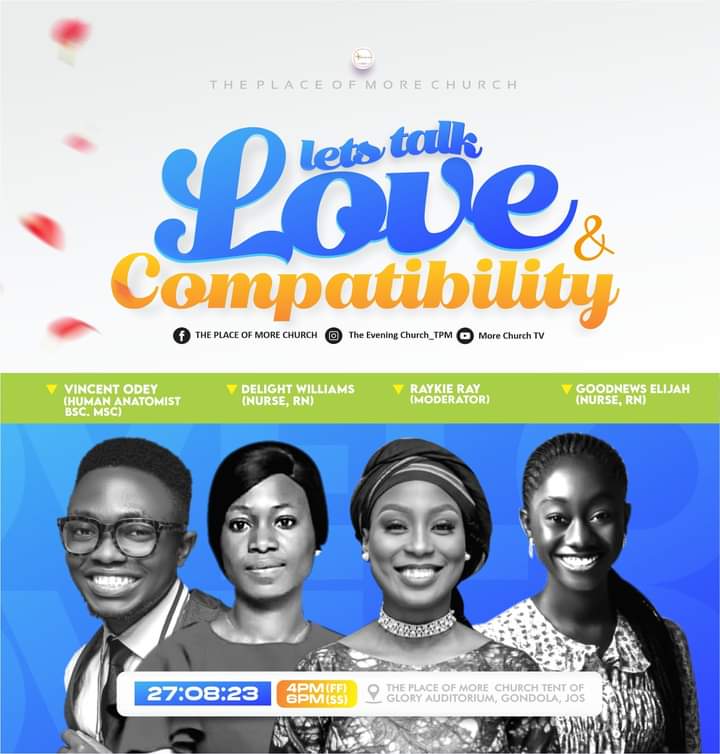 THE PLACE OF MORE CHURCH
lets talk
Love
&
Compatibility
THE PLACE OF MORE CHURCH The Evening Church_TPM More Church TV
VINCENT ODEY
(HUMAN ANATOMIST
BSC. MSC)
DELIGHT WILLIAMS
(NURSE, RN)
RAYKIE RAY
(MODERATOR)
GOODNEWS ELIJAH
(NURSE, RN)
27:08:23
4PM (FF)
6PM (SS)
THE PLACE OF MORE CHURCH TENT OF
GLORY AUDITORIUM, GONDOLA, JOS